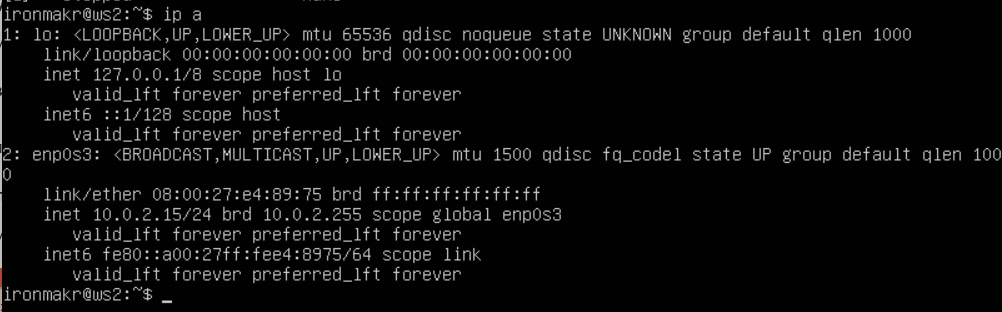 ironmakr@ws2:~$ ip a
1: lo: <LOOPBACK,UP,LOWER_UP> mtu 65536 qdisc noqueue state UNKNOWN group default qlen 1000
    link/loopback 00:00:00:00:00:00 brd 00:00:00:00:00:00
    inet 127.0.0.1/8 scope host lo
       valid_lft forever preferred_lft forever
    inet6 ::1/128 scope host
       valid_lft forever preferred_lft forever
2: enp0s3: <BROADCAST,MULTICAST,UP,LOWER_UP> mtu 1500 qdisc fq_codel state UP group default qlen 100
0
    link/ether 08:00:27:e4:89:75 brd ff:ff:ff:ff:ff:ff
    inet 10.0.2.15/24 brd 10.0.2.255 scope global enp0s3
       valid_lft forever preferred_lft forever
    inet6 fe80::a00:27ff:fee4:8975/64 scope link
       valid_lft forever preferred_lft forever
ironmakr@ws2:~$ _